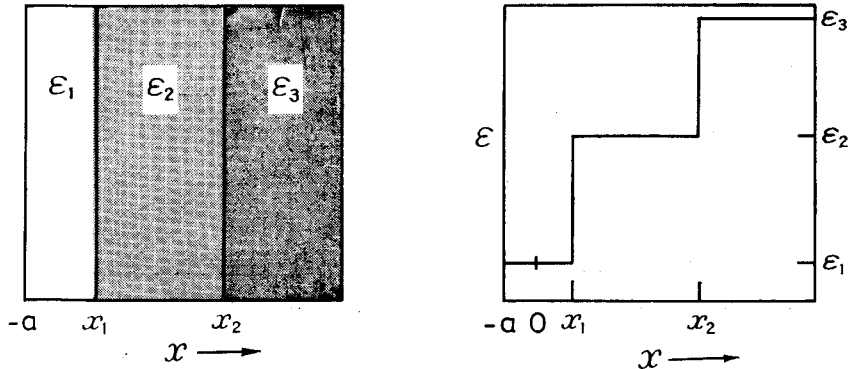 ε₁ ε₂ ε₃
-a x₁ x₂
x
ε
ε₃
ε₂
ε₁
-a 0 x₁ x₂
x